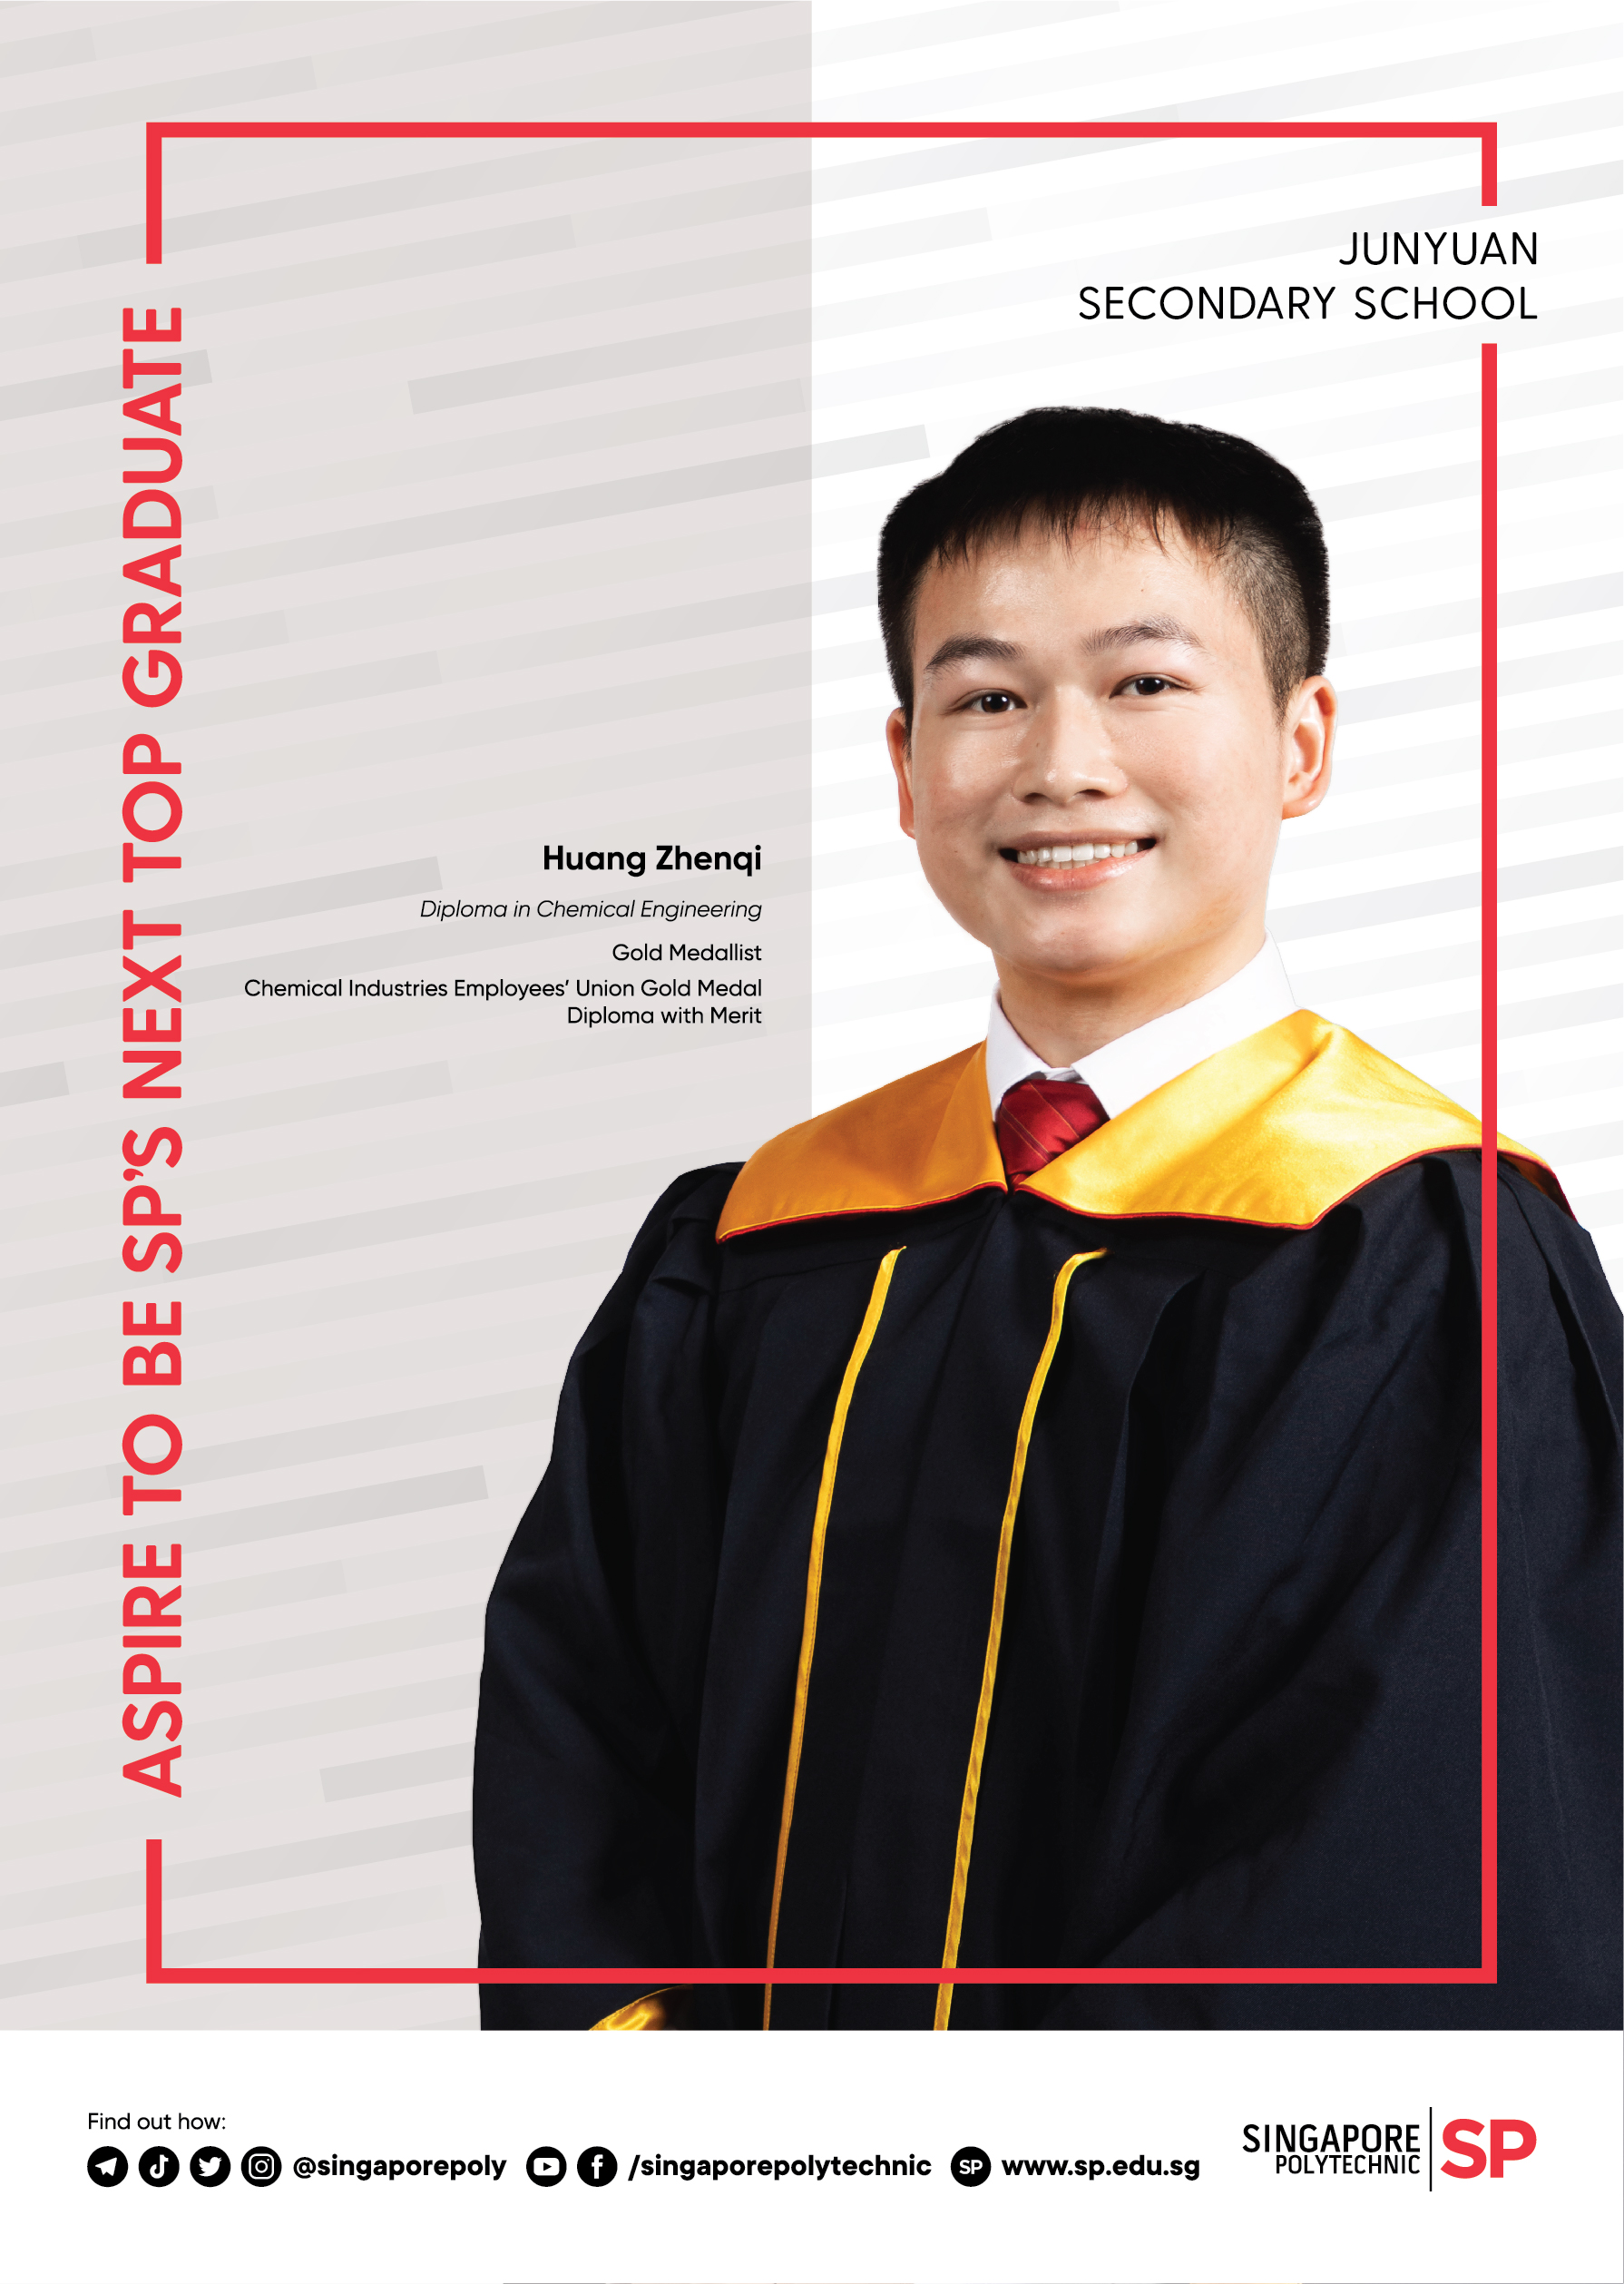 JUNYUAN
SECONDARY SCHOOL
ASPIRE TO BE SP'S NEXT TOP GRADUATE
Huang Zhenqi
Diploma in Chemical Engineering
Gold Medallist
Chemical Industries Employees' Union Gold Medal
Diploma with Merit
Find out how:
@singaporepoly /singaporepolytechnic SP www.sp.edu.sg
SINGAPORE
POLYTECHNIC
SP